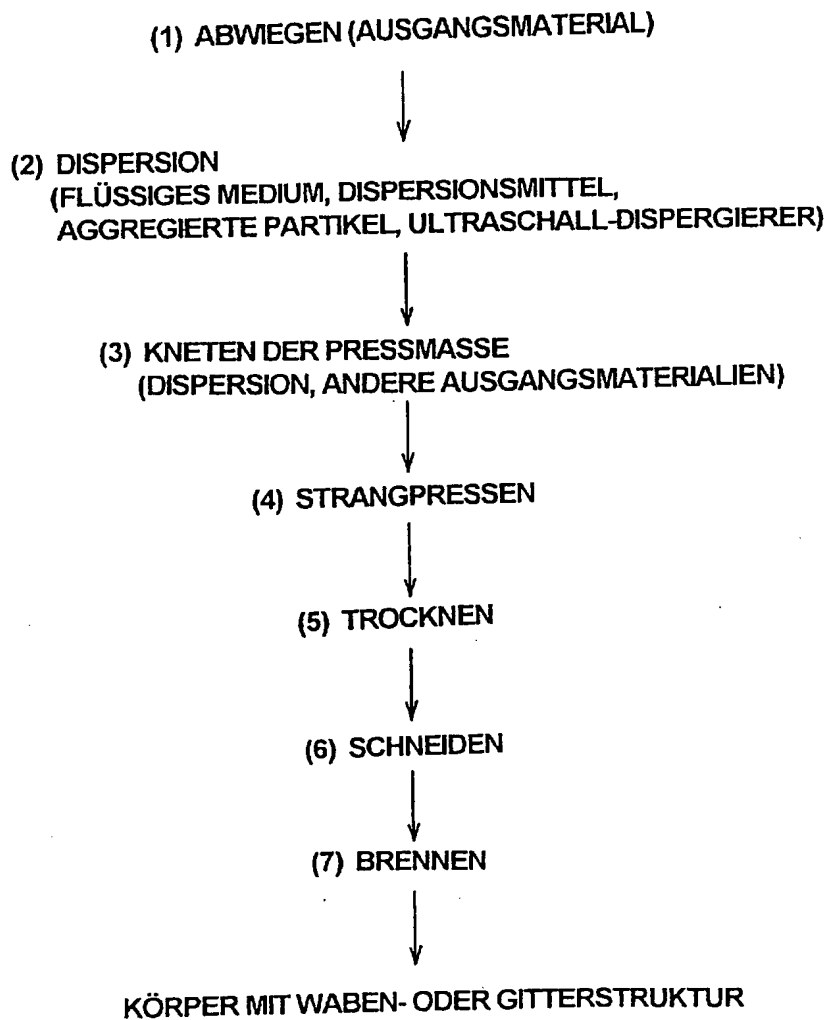 (1) ABWIEGEN (AUSGANGSMATERIAL)
(2) DISPERSION
(FLÜSSIGES MEDIUM, DISPERSIONSMITTEL,
AGGREGIERTE PARTIKEL, ULTRASCHALL-DISPERGIERER)
(3) KNETEN DER PRESSMASSE
(DISPERSION, ANDERE AUSGANGSMATERIALIEN)
(4) STRANGPRESSEN
(5) TROCKNEN
(6) SCHNEIDEN
(7) BRENNEN
KÖRPER MIT WABEN- ODER GITTERSTRUKTUR